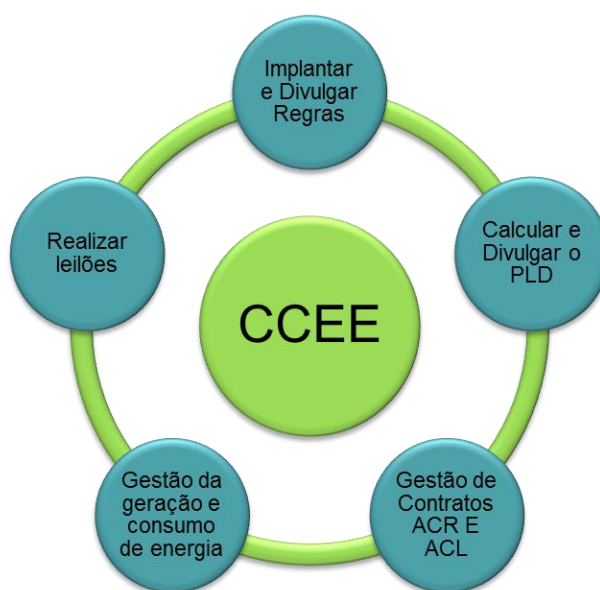 Implantar
e Divulgar
Regras
Calcular e
Divulgar o
PLD
Gestão de
Contratos
ACR E
ACL
Gestão da
geração e
consumo
de energia
Realizar
leilões
CCEE